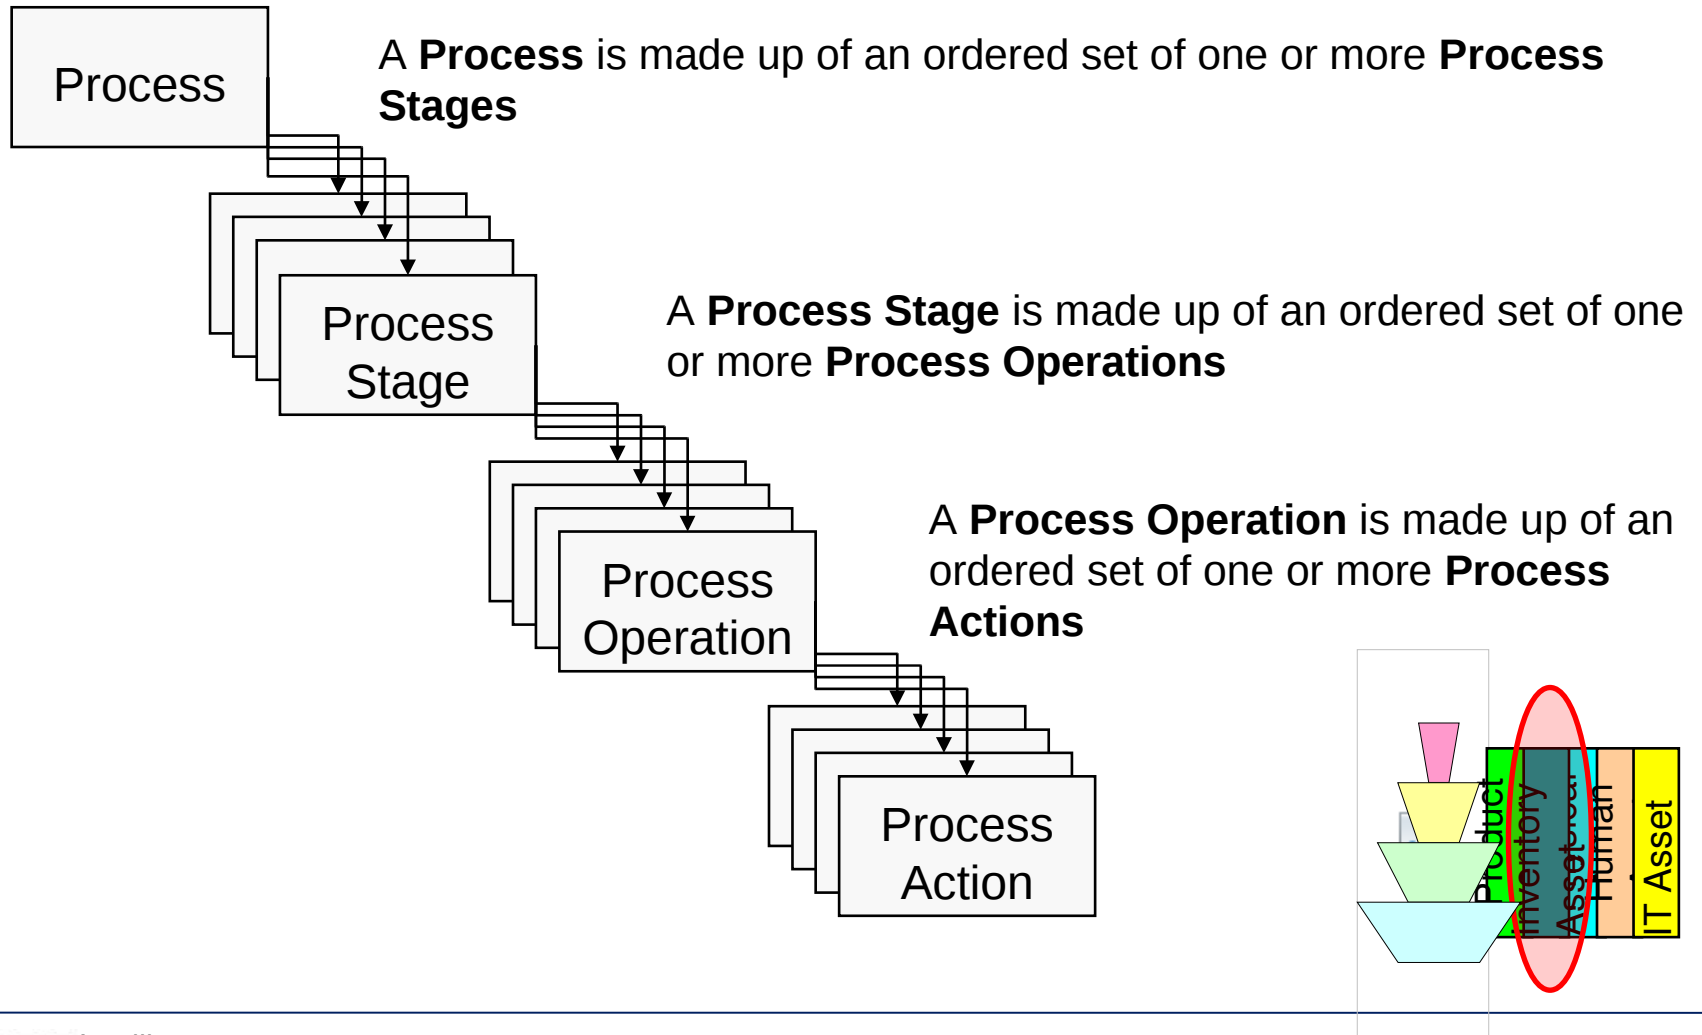 Process
A Process is made up of an ordered set of one or more Process
Stages
Process
Stage
A Process Stage is made up of an ordered set of one
or more Process Operations
Process
Operation
A Process Operation is made up of an
ordered set of one or more Process
Actions
Process
Action
Product
Inventory
Asset
Human
IT Asset